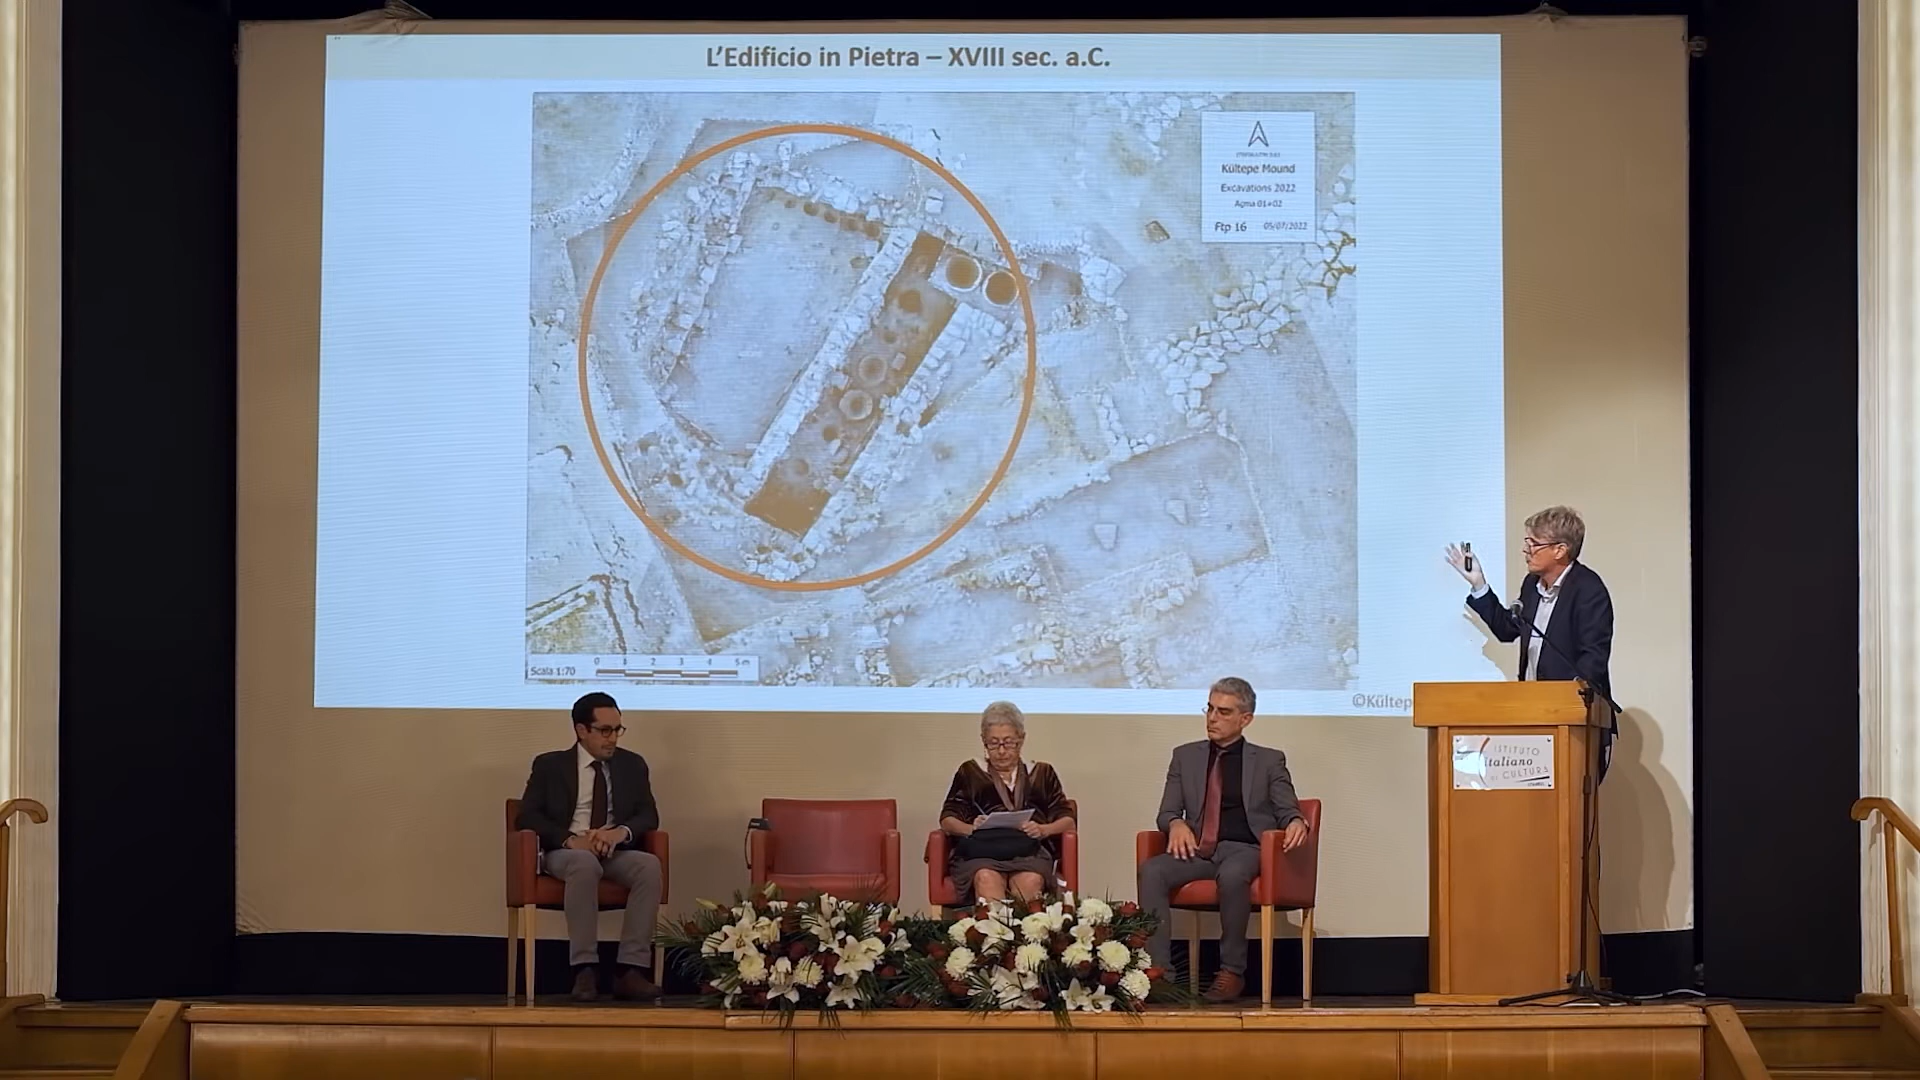 L'Edificio in Pietra – XVIII sec. a.C.
Kültepe Mound
Excavations 2022
Ftp 16 05/07/2022
Scala 1:70
0 1 2 3 4 5 m
©Kültep
ISTITUTO
italiano
DI CULTURA